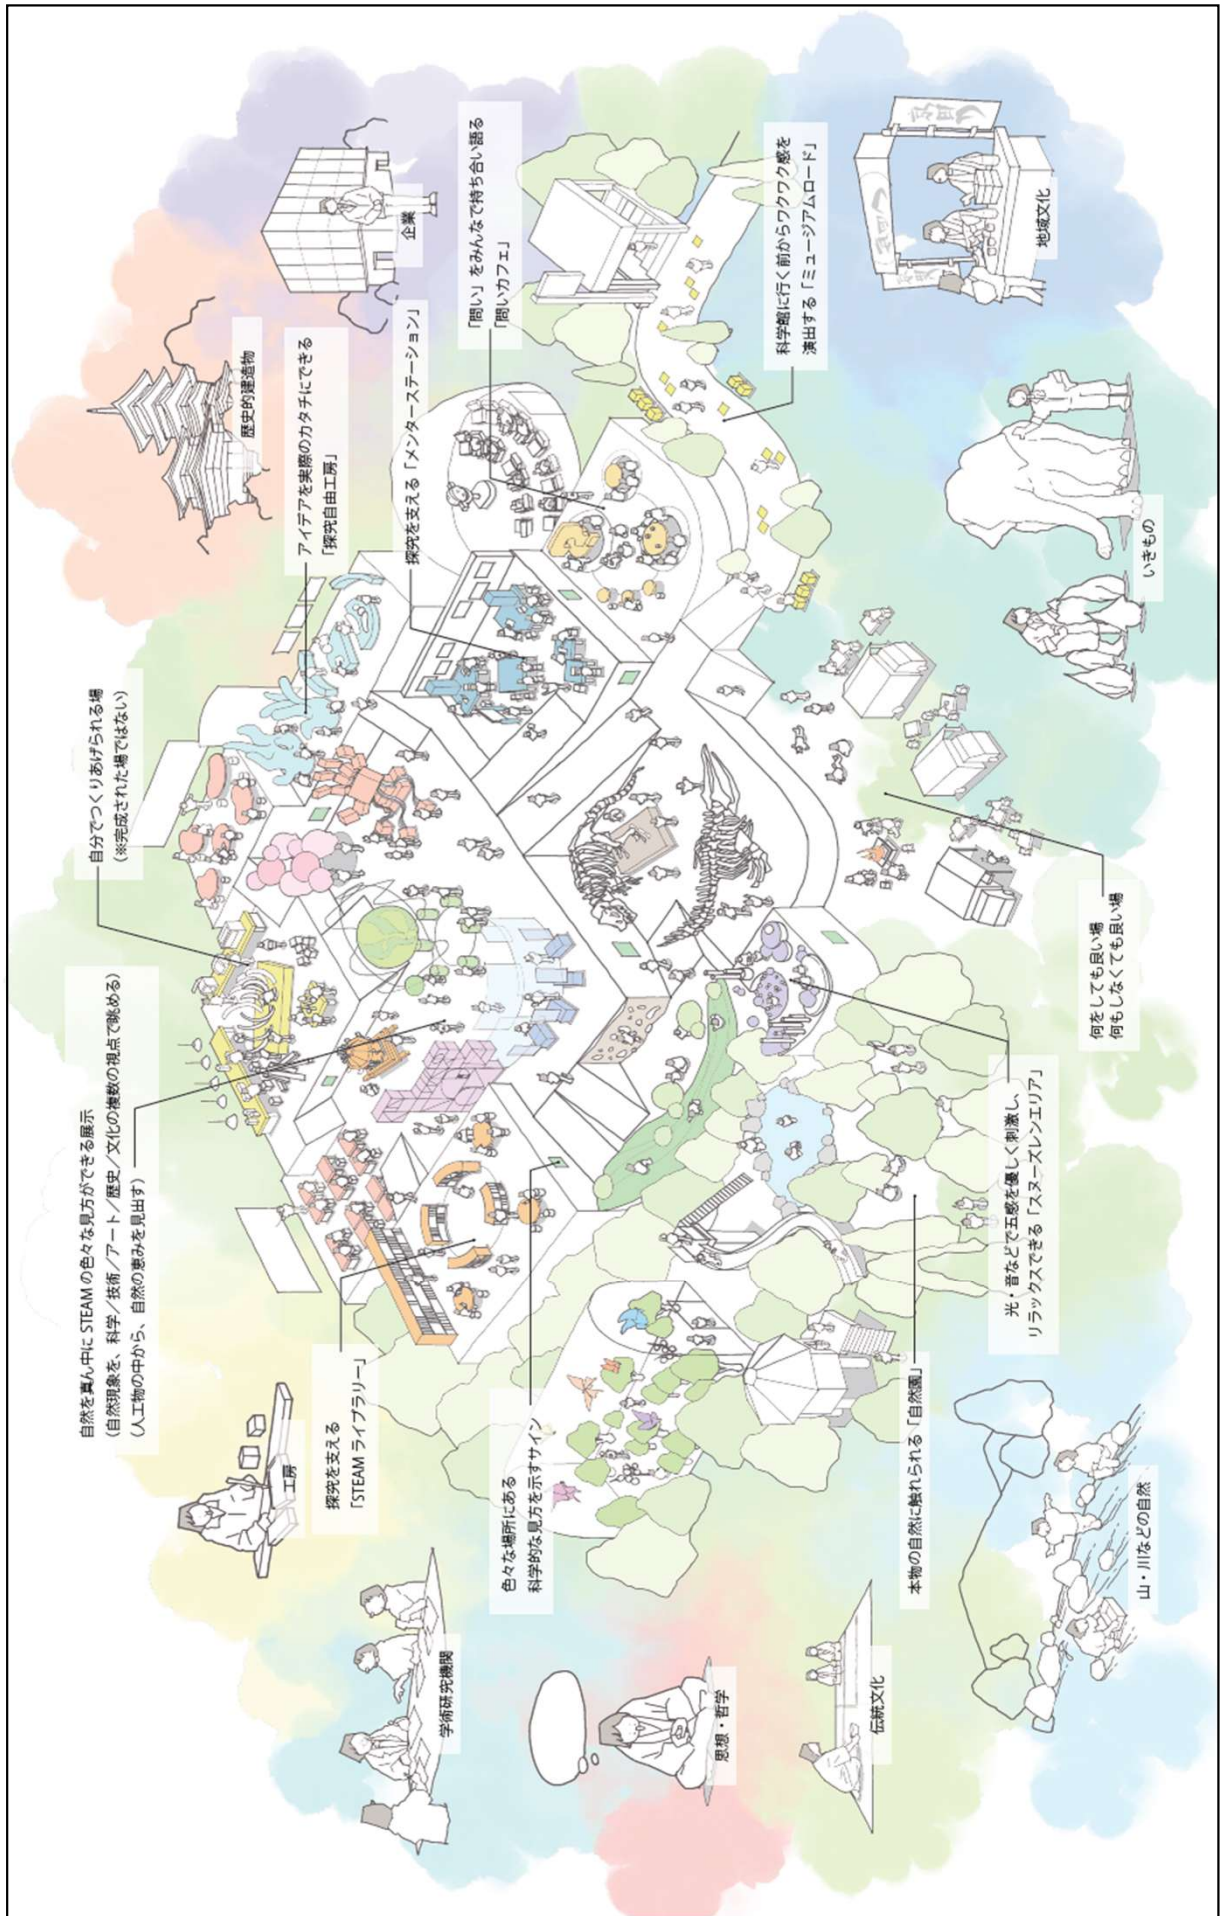 自然を真ん中に STEAM の色々な見方ができる展示
(自然現象を、科学／技術／アート／歴史／文化の複数の視点で眺める)
(人工物の中から、自然の恵みを見出す)
自分でつくりあげられる場
(※完成された場ではない)
歴史的建造物
工房
アイデアを実際のカタチにできる
「探究自由工房」
探究を支える
「STEAM ライブラリー」
企業
探究を支える「メンターステーション」
学術研究機関
「問い」をみんなで持ち合い語る
「問いカフェ」
色々な場所にある
科学的な見方を示すサイン
思想・哲学
科学館に行く前からワクワク感を
演出する「ミュージアムロード」
伝統文化
本物の自然に触れられる「自然園」
光・音などで五感を優しく刺激し、
リラックスできる「スヌーズレンエリア」
何をしても良い場
何もしなくても良い場
地域文化
山・川などの自然
いきもの